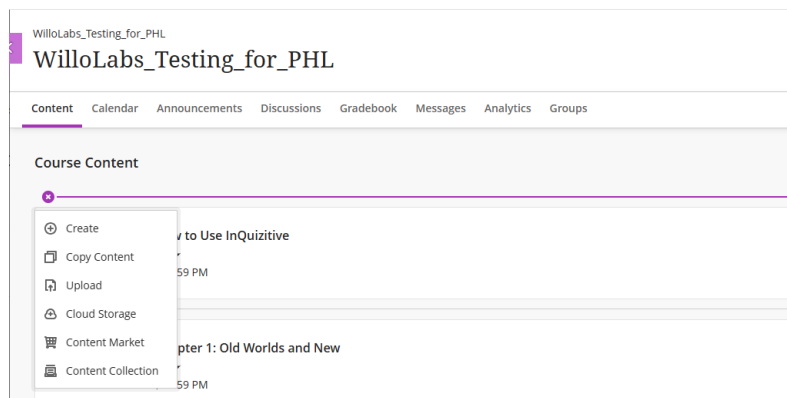 WilloLabs_Testing_for_PHL
WilloLabs_Testing_for_PHL
Content Calendar Announcements Discussions Gradebook Messages Analytics Groups
Course Content
Create
to Use InQuizitive
Copy Content
59 PM
Upload
Cloud Storage
Content Market
pter 1: Old Worlds and New
Content Collection
59 PM